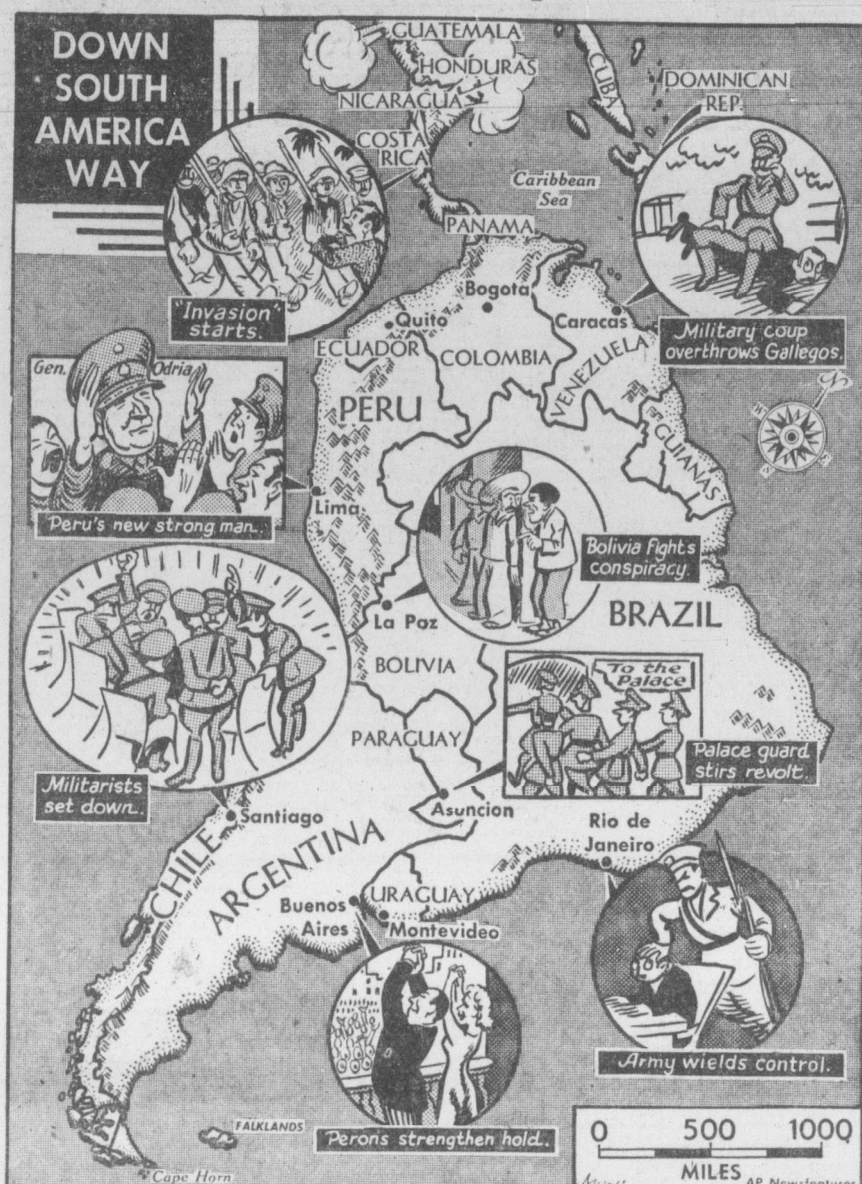 DOWN
SOUTH
AMERICA
WAY
GUATEMALA
HONDURAS
NICARAGUA
COSTA
RICA
CUBA
DOMINICAN
REP.
Caribbean
Sea
PANAMA
"Invasion"
starts.
Military coup
overthrows Gallegos.
Bogota
Quito
Caracas
ECUADOR
COLOMBIA
VENEZUELA
GUIANAS
N
Gen. Odria
PERU
Peru's new strong man.
Lima
Bolivia fights
conspiracy.
La Paz
BRAZIL
BOLIVIA
To the
Palace
PARAGUAY
Palace guard
stirs revolt.
Militarists
set down.
Santiago
Asuncion
Rio de
Janeiro
CHILE
ARGENTINA
URAGUAY
Buenos
Aires
Montevideo
Army wields control.
Perons strengthen hold.
FALKLANDS
Cape Horn
0 500 1000
MILES
AP Newsfeatures